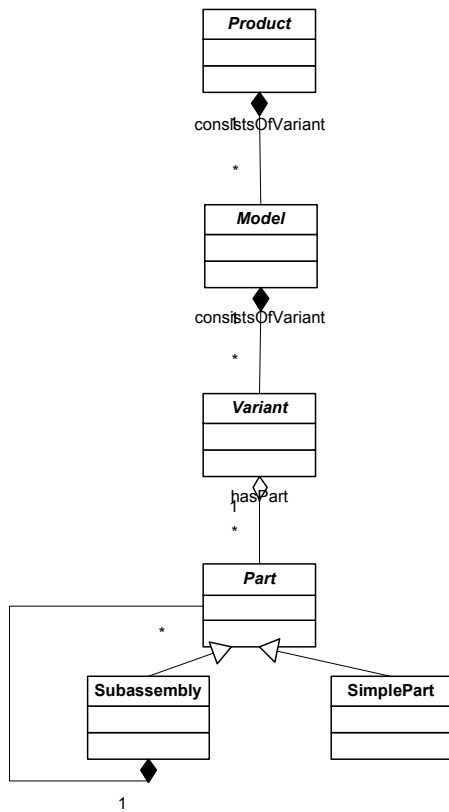 Product
consistsOfVariant
1
*
Model
consistsOfVariant
1
*
Variant
hasPart
1
*
Part
*
Subassembly
SimplePart
1